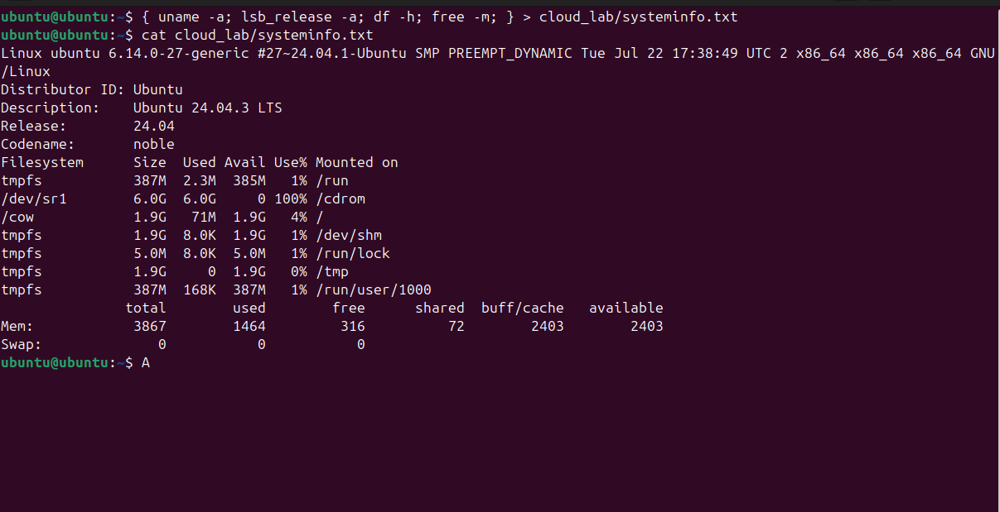 ubuntu@ubuntu:~$ { uname -a; lsb_release -a; df -h; free -m; } > cloud_lab/systeminfo.txt
ubuntu@ubuntu:~$ cat cloud_lab/systeminfo.txt
Linux ubuntu 6.14.0-27-generic #27~24.04.1-Ubuntu SMP PREEMPT_DYNAMIC Tue Jul 22 17:38:49 UTC 2 x86_64 x86_64 x86_64 GNU
/Linux
Distributor ID: Ubuntu
Description:    Ubuntu 24.04.3 LTS
Release:        24.04
Codename:       noble
Filesystem      Size  Used Avail Use% Mounted on
tmpfs           387M  2.3M  385M   1% /run
/dev/sr1        6.0G  6.0G     0 100% /cdrom
/cow            1.9G   71M  1.9G   4% /
tmpfs           1.9G  8.0K  1.9G   1% /dev/shm
tmpfs           5.0M  8.0K  5.0M   1% /run/lock
tmpfs           1.9G     0  1.9G   0% /tmp
tmpfs           387M  168K  387M   1% /run/user/1000
               total        used        free      shared  buff/cache   available
Mem:            3867        1464         316          72        2403        2403
Swap:              0           0           0
ubuntu@ubuntu:~$ A